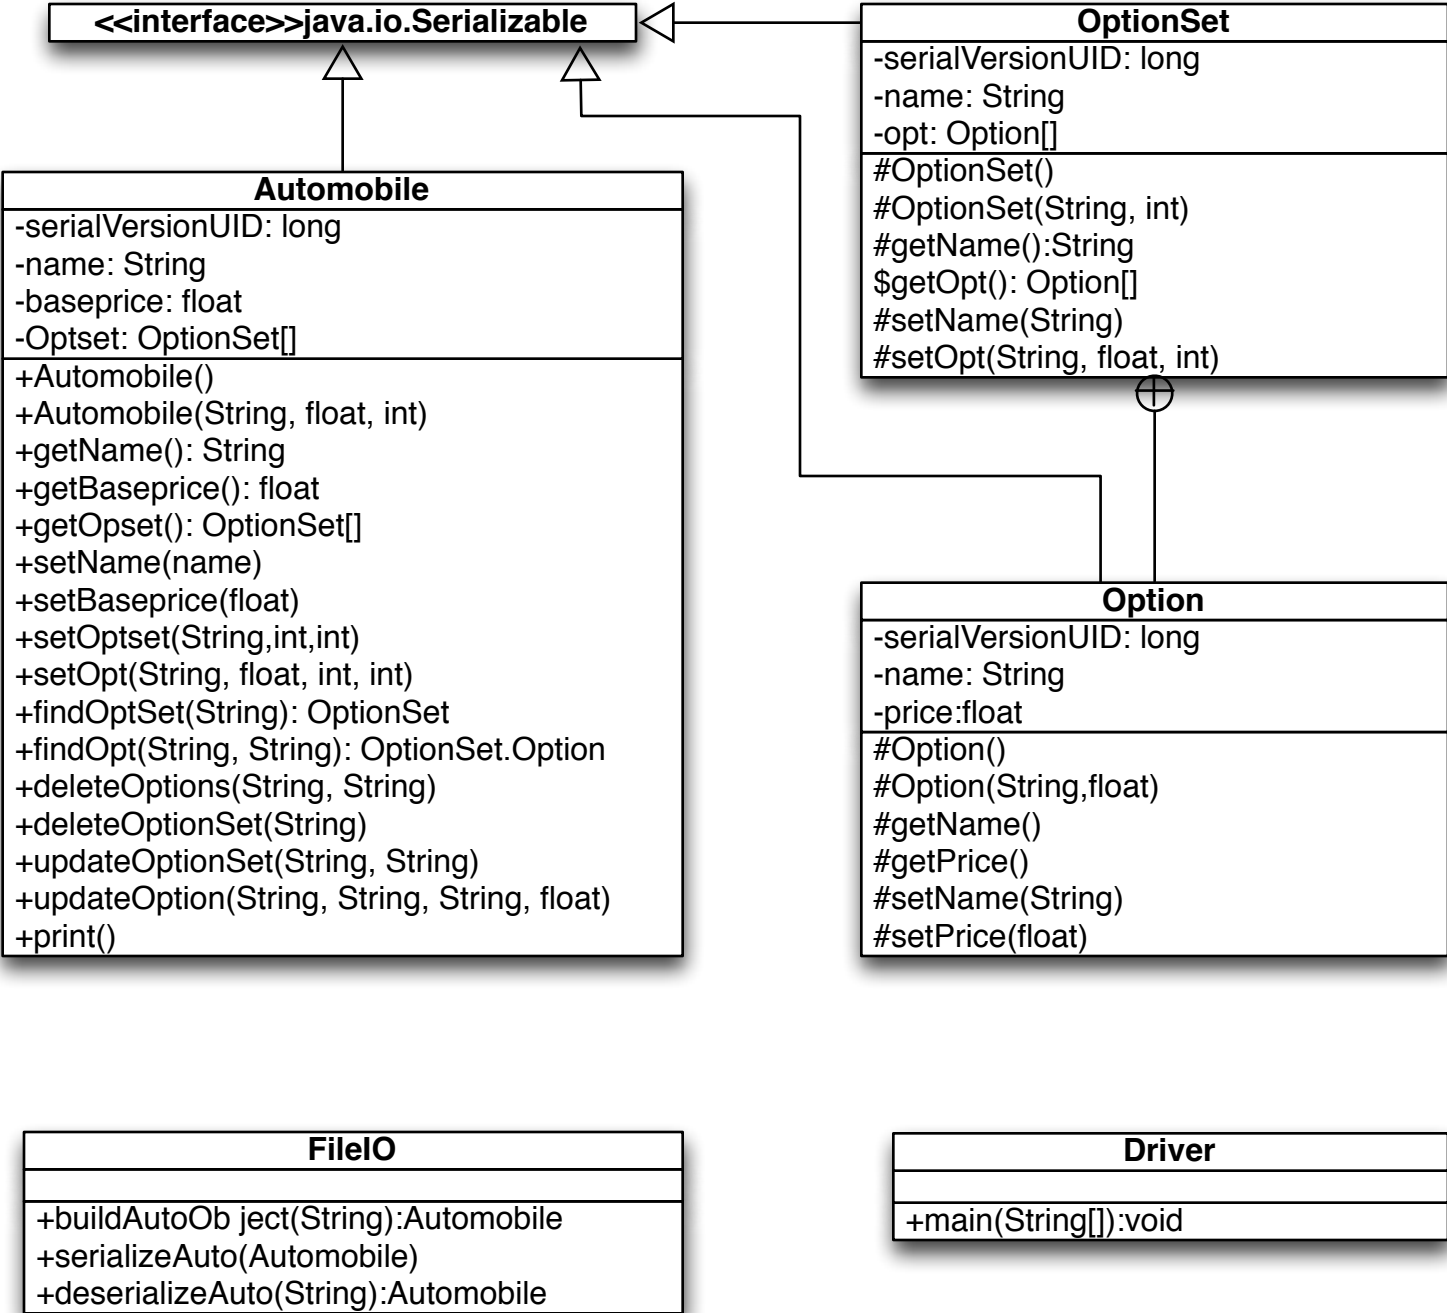 <<interface>>java.io.Serializable
OptionSet
-serialVersionUID: long
-name: String
-opt: Option[]
#OptionSet()
#OptionSet(String, int)
#getName():String
$getOpt(): Option[]
#setName(String)
#setOpt(String, float, int)
Automobile
-serialVersionUID: long
-name: String
-baseprice: float
-Optset: OptionSet[]
+Automobile()
+Automobile(String, float, int)
+getName(): String
+getBaseprice(): float
+getOpset(): OptionSet[]
+setName(name)
+setBaseprice(float)
+setOptset(String,int,int)
+setOpt(String, float, int, int)
+findOptSet(String): OptionSet
+findOpt(String, String): OptionSet.Option
+deleteOptions(String, String)
+deleteOptionSet(String)
+updateOptionSet(String, String)
+updateOption(String, String, String, float)
+print()
Option
-serialVersionUID: long
-name: String
-price:float
#Option()
#Option(String,float)
#getName()
#getPrice()
#setName(String)
#setPrice(float)
FileIO
+buildAutoOb ject(String):Automobile
+serializeAuto(Automobile)
+deserializeAuto(String):Automobile
Driver
+main(String[]):void